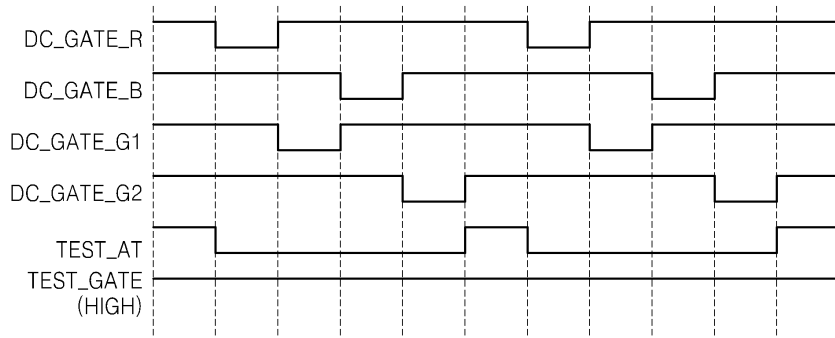 DC_GATE_R
DC_GATE_B
DC_GATE_G1
DC_GATE_G2
TEST_AT
TEST_GATE
(HIGH)